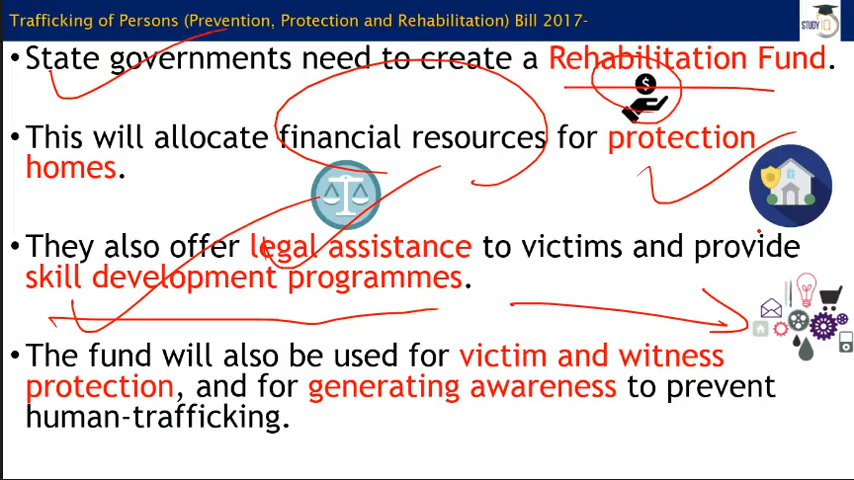 Trafficking of Persons (Prevention, Protection and Rehabilitation) Bill 2017-
STUDY IQ
•State governments need to create a Rehabilitation Fund.
$
•This will allocate financial resources for protection
homes.
•They also offer legal assistance to victims and provide
skill development programmes.
•The fund will also be used for victim and witness
protection, and for generating awareness to prevent
human-trafficking.